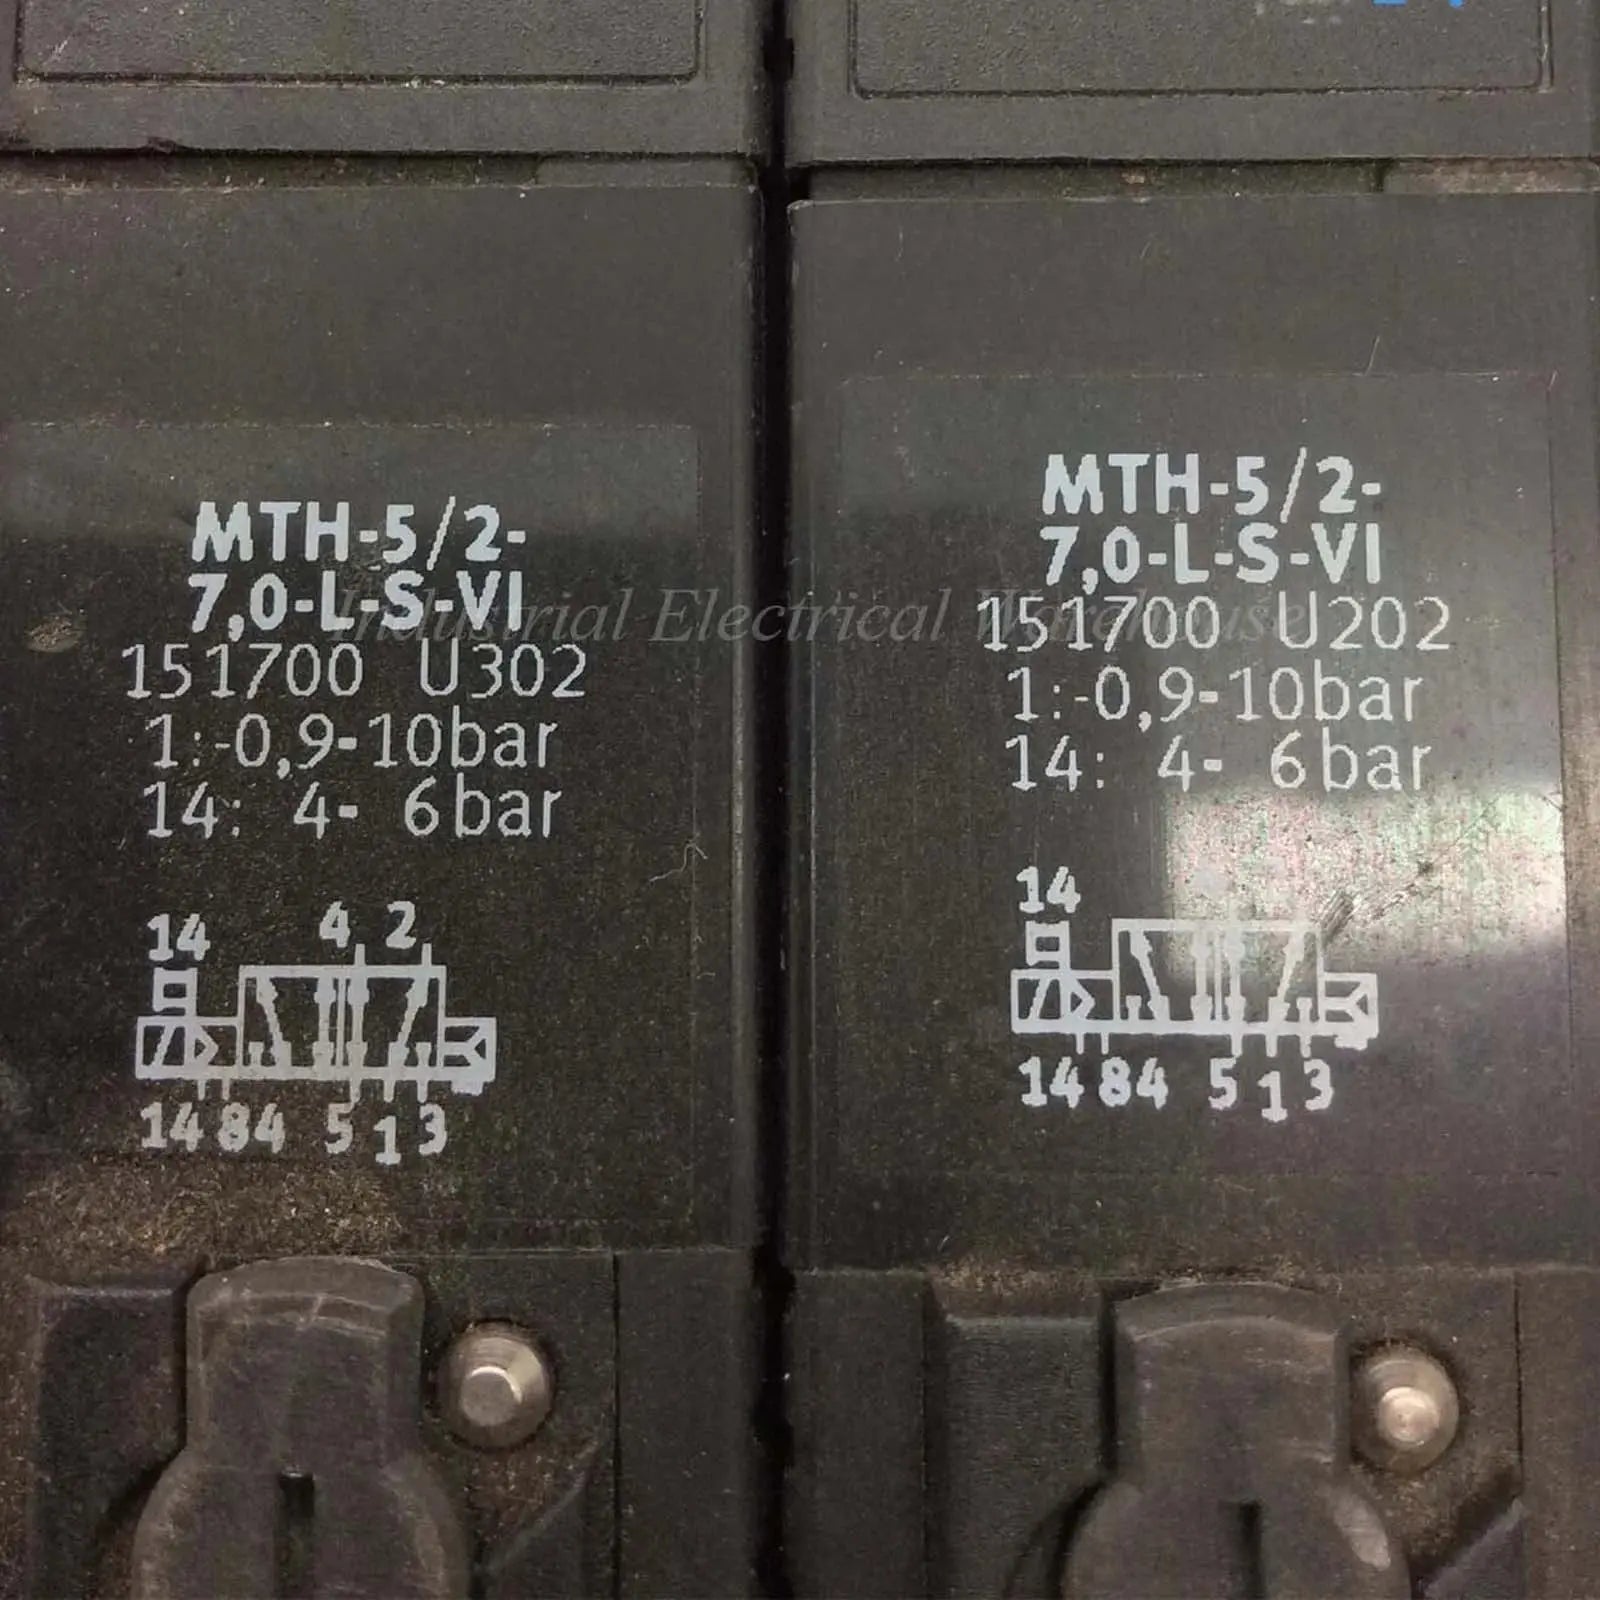 MTH-5/2-
7,0-L-S-VI
151700 U302
1:-0,9-10bar
14: 4- 6bar
14 4 2
14 84 5 1 3
MTH-5/2-
7,0-L-S-VI
151700 U202
1:-0,9-10bar
14: 4- 6bar
14
14 84 5 1 3
Industrial Electrical Warehouse